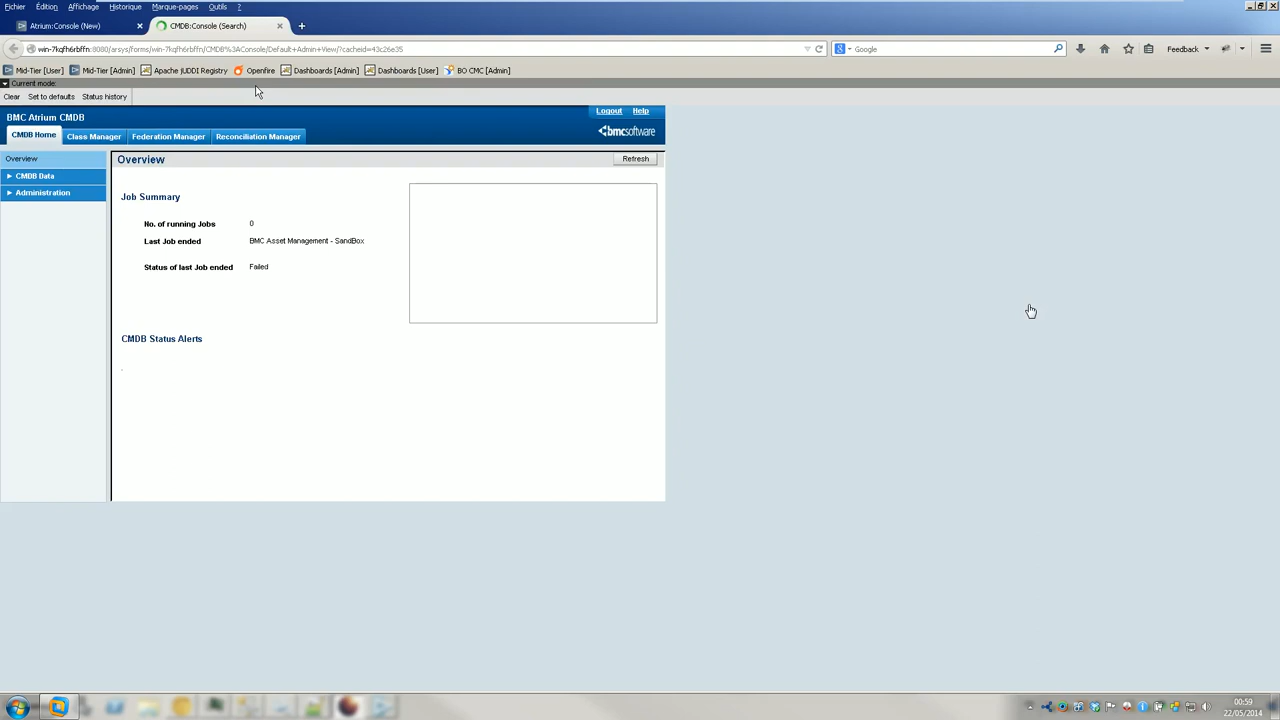 Fichier Édition Affichage Historique Marque-pages Outils ?
Atrium:Console (New) CMDB:Console (Search)
win-7kqfh6rbffn:8080/arsys/forms/win-7kqfh6rbffn/CMDB%3AConsole/Default+Admin+View/?cacheid=43c26e35 Google Feedback
Mid-Tier [User] Mid-Tier [Admin] Apache jUDDI Registry Openfire Dashboards [Admin] Dashboards [User] BO CMC [Admin]
Current mode:
Clear Set to defaults Status history
Logout Help
BMC Atrium CMDB
bmcsoftware
CMDB Home Class Manager Federation Manager Reconciliation Manager
Overview
Overview Refresh
CMDB Data
Administration
Job Summary
No. of running Jobs 0
Last Job ended BMC Asset Management - SandBox
Status of last Job ended Failed
CMDB Status Alerts
.
00:59
22/05/2014